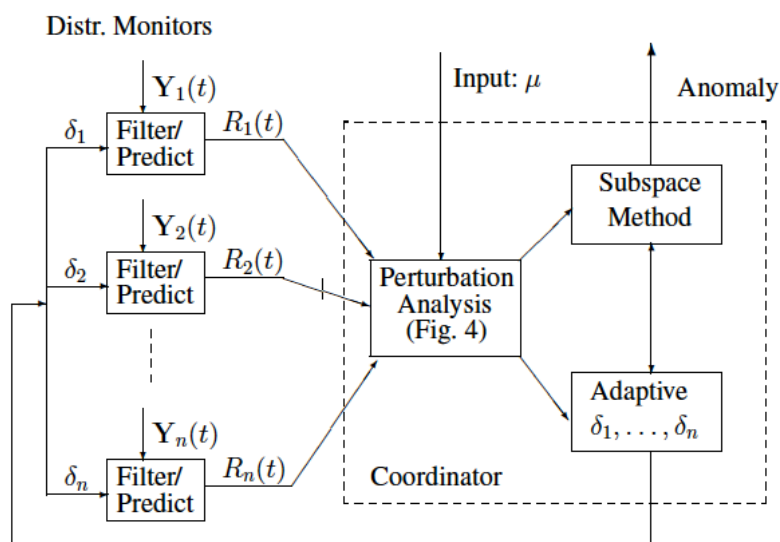 Distr. Monitors
Y₁(t)
Input: μ
Anomaly
δ₁
Filter/
Predict
R₁(t)
Subspace
Method
Y₂(t)
δ₂
Filter/
Predict
R₂(t)
Perturbation
Analysis
(Fig. 4)
Adaptive
δ₁, . . . , δₙ
Yₙ(t)
δₙ
Filter/
Predict
Rₙ(t)
Coordinator